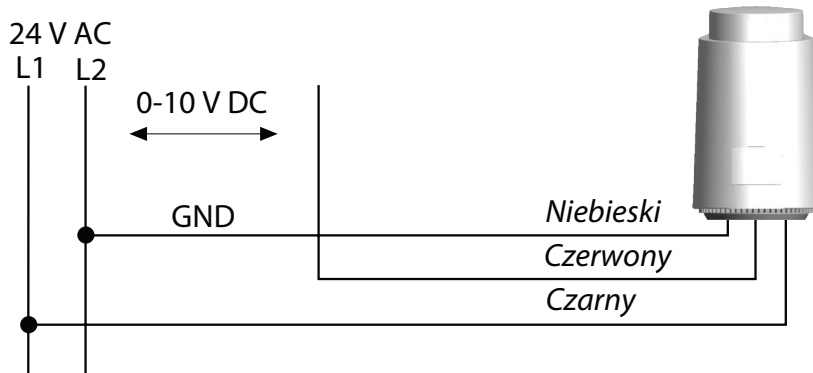 24 V AC
L1 L2
0-10 V DC
GND
Niebieski
Czerwony
Czarny